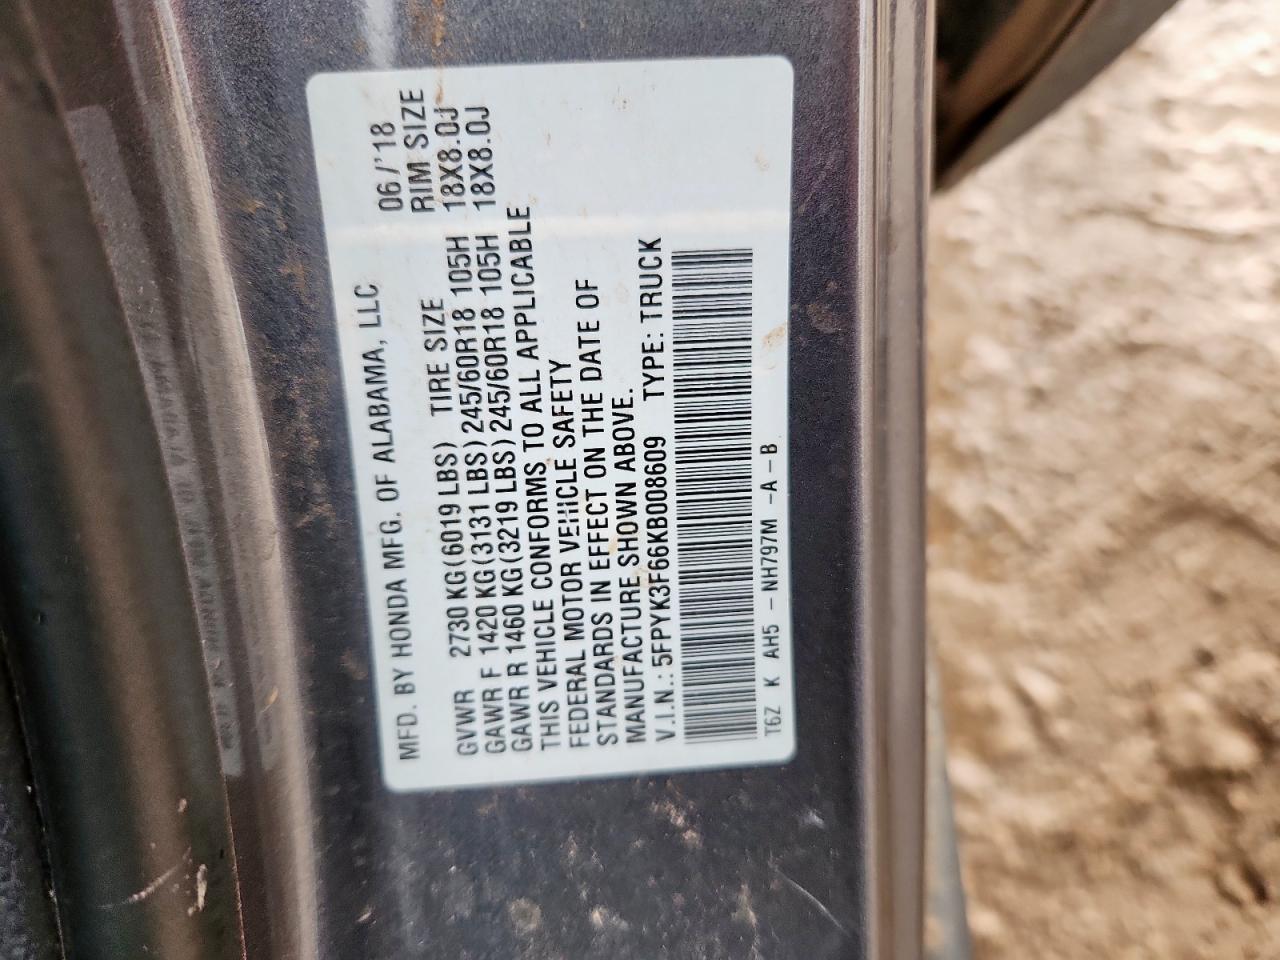 MFD. BY HONDA MFG. OF ALABAMA, LLC 06/'18
GVWR 2730 KG (6019 LBS) TIRE SIZE RIM SIZE
GAWR F 1420 KG (3131 LBS) 245/60R18 105H 18X8.0J
GAWR R 1460 KG (3219 LBS) 245/60R18 105H 18X8.0J
THIS VEHICLE CONFORMS TO ALL APPLICABLE
FEDERAL MOTOR VEHICLE SAFETY
STANDARDS IN EFFECT ON THE DATE OF
MANUFACTURE SHOWN ABOVE.
V.I.N.: 5FPYK3F66KB008609 TYPE: TRUCK
T6Z K AH5 - NH797M -A-B